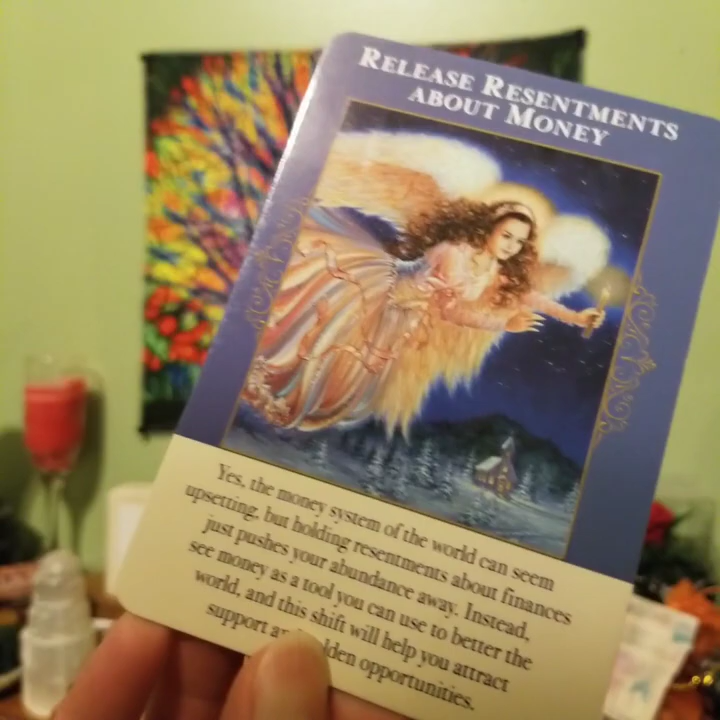 RELEASE RESENTMENTS
ABOUT MONEY
Yes, the money system of the world can seem
upsetting, but holding resentments about finances
just pushes your abundance away. Instead,
see money as a tool you can use to better the
world, and this shift will help you attract
support olden opportunities.